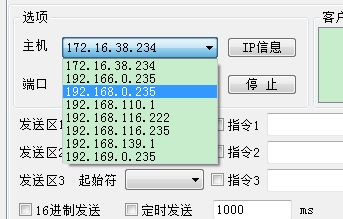 选项
客户
主机 172.16.38.234 IP信息
172.16.38.234
192.166.0.235
端口 192.168.0.235 停 止
192.168.110.1
192.168.116.222
发送区1 指令1
192.168.116.235
192.168.139.1
发送区2 指令2
192.169.0.235
发送区3 起始符 指令3
16进制发送 定时发送 1000 ms